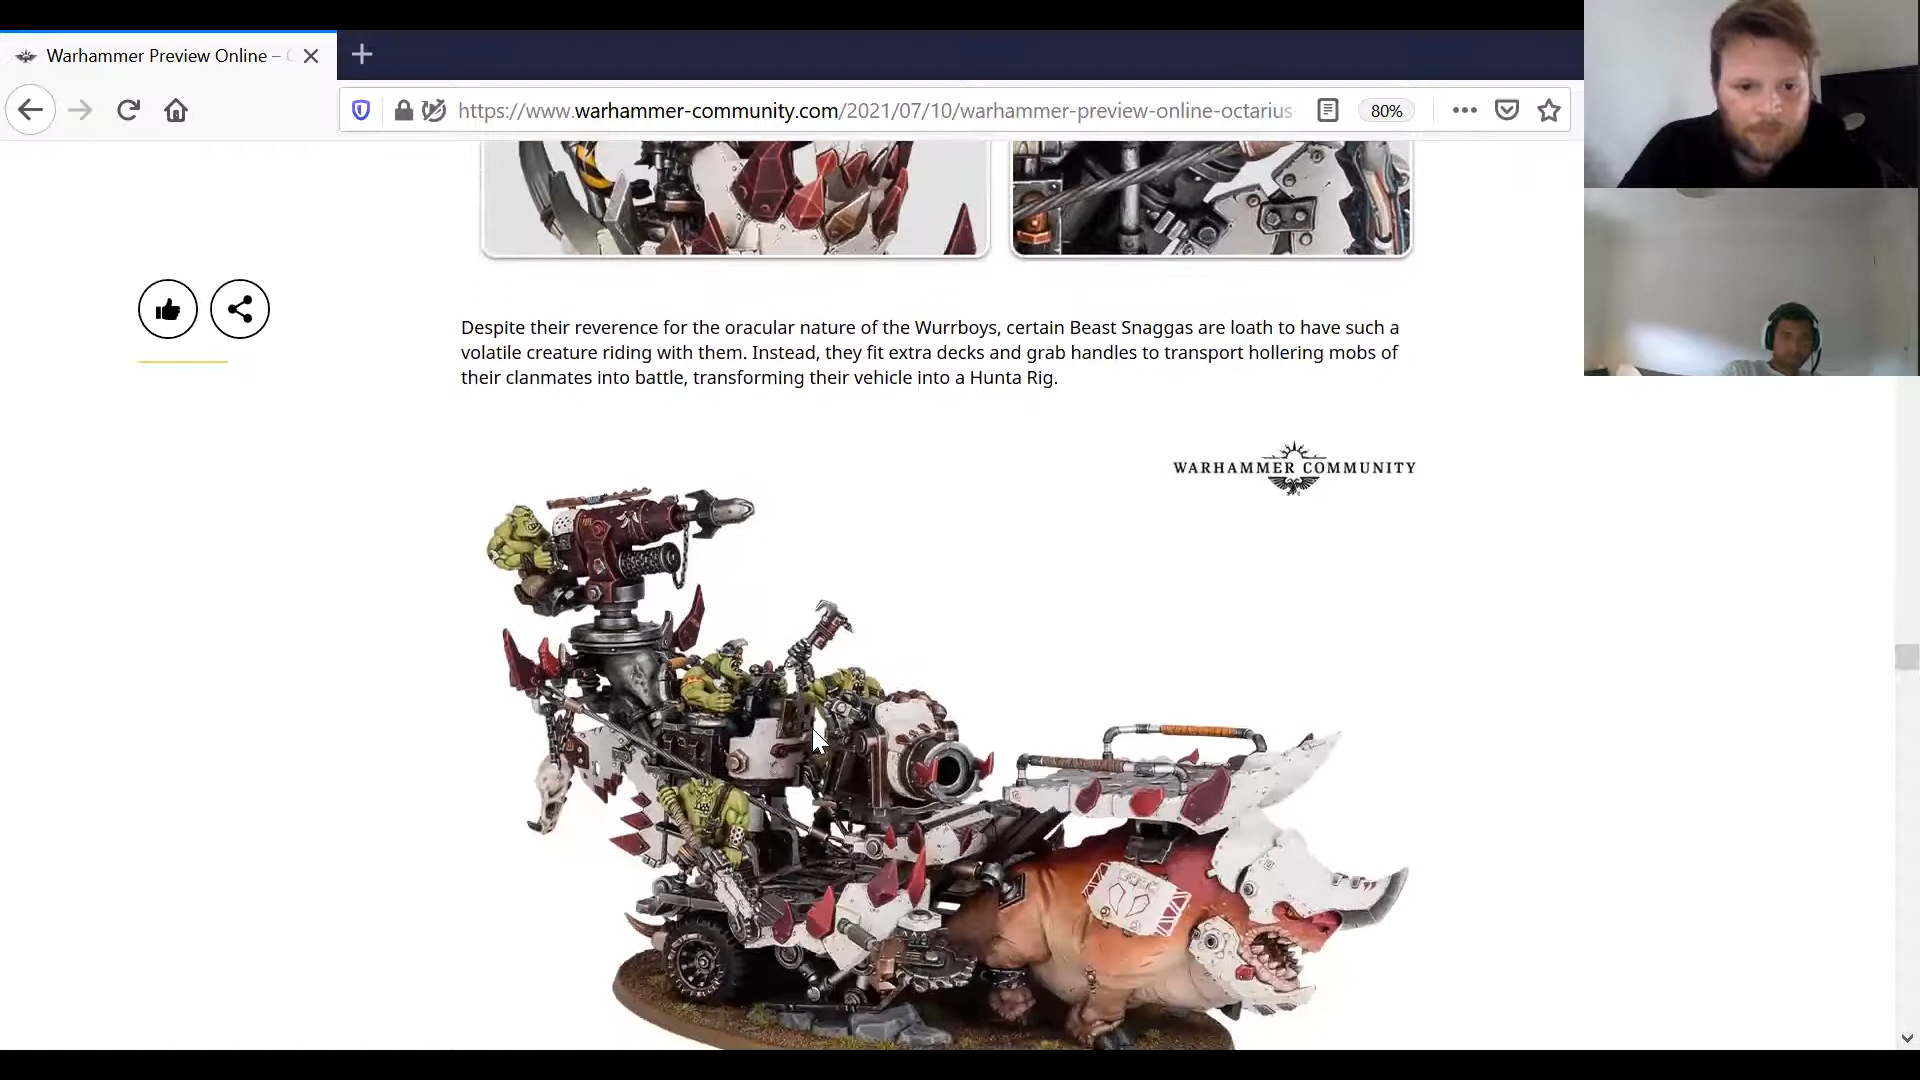 Warhammer Preview Online –
https://www.warhammer-community.com/2021/07/10/warhammer-preview-online-octarius-
80%
Despite their reverence for the oracular nature of the Wurrboys, certain Beast Snaggas are loath to have such a
volatile creature riding with them. Instead, they fit extra decks and grab handles to transport hollering mobs of
their clanmates into battle, transforming their vehicle into a Hunta Rig.
WARHAMMER COMMUNITY